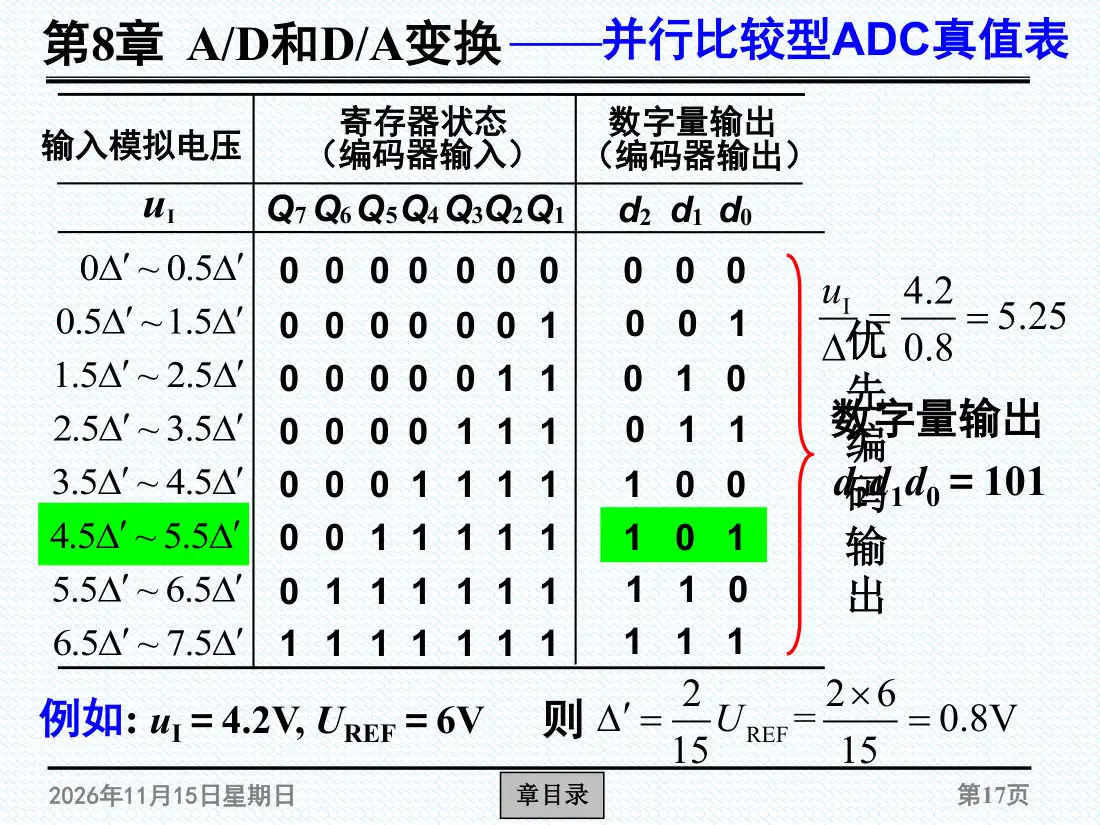 第8章 A/D和D/A变换——并行比较型ADC真值表
输入模拟电压 寄存器状态（编码器输入） 数字量输出（编码器输出）
uI Q7 Q6 Q5 Q4 Q3 Q2 Q1 d2 d1 d0
0Δ′ ~ 0.5Δ′ 0 0 0 0 0 0 0 0 0 0
0.5Δ′ ~ 1.5Δ′ 0 0 0 0 0 0 1 0 0 1
1.5Δ′ ~ 2.5Δ′ 0 0 0 0 0 1 1 0 1 0
2.5Δ′ ~ 3.5Δ′ 0 0 0 0 1 1 1 0 1 1
3.5Δ′ ~ 4.5Δ′ 0 0 0 1 1 1 1 1 0 0
4.5Δ′ ~ 5.5Δ′ 0 0 1 1 1 1 1 1 0 1
5.5Δ′ ~ 6.5Δ′ 0 1 1 1 1 1 1 1 1 0
6.5Δ′ ~ 7.5Δ′ 1 1 1 1 1 1 1 1 1 1
优先编码输出
uI/Δ = 4.2/0.8 = 5.25
数字量输出
d2d1d0 = 101
例如: uI = 4.2V, UREF = 6V 则 Δ′ = 2/15 UREF = 2×6/15 = 0.8V
2026年11月15日星期日 章目录 第17页